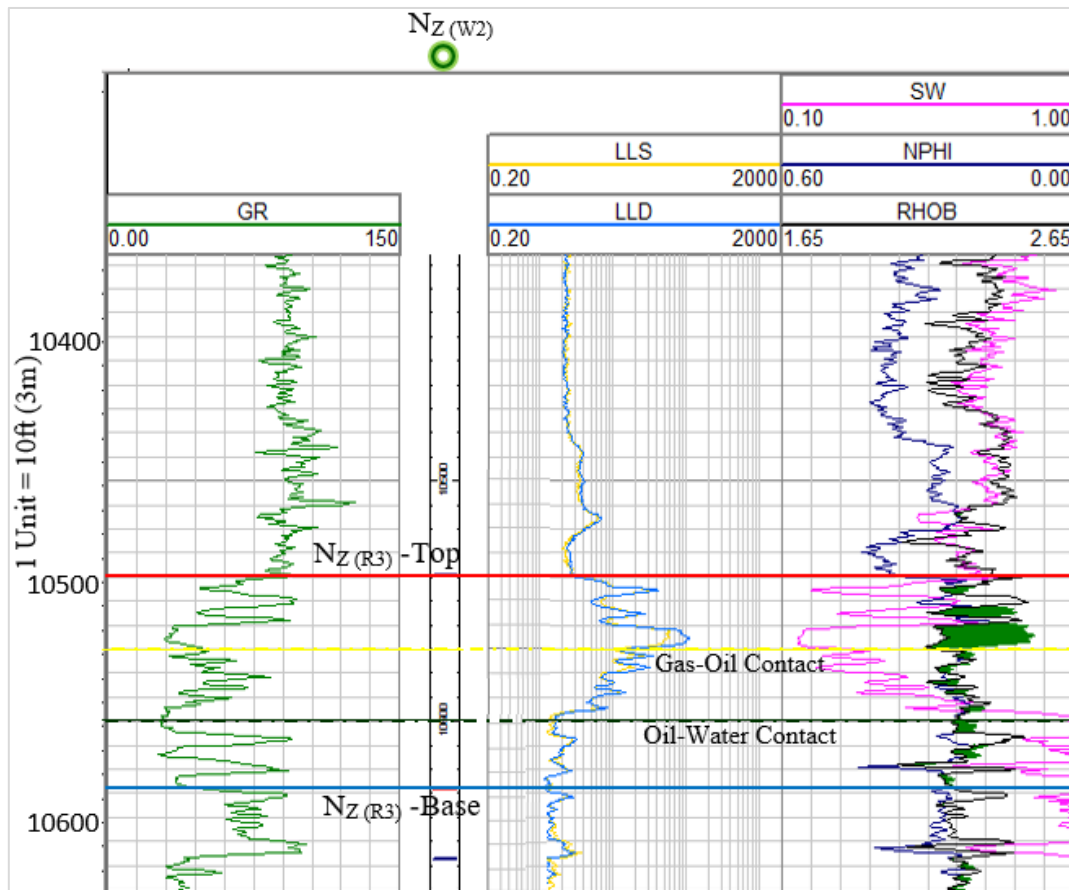 NZ (W2)
SW
0.10 1.00
LLS NPHI
0.20 2000 0.60 0.00
GR LLD RHOB
0.00 150 0.20 2000 1.65 2.65
1 Unit = 10ft (3m)
10400
10500
NZ (R3) -Top
10500
Gas-Oil Contact
10600
Oil-Water Contact
NZ (R3) -Base
10600